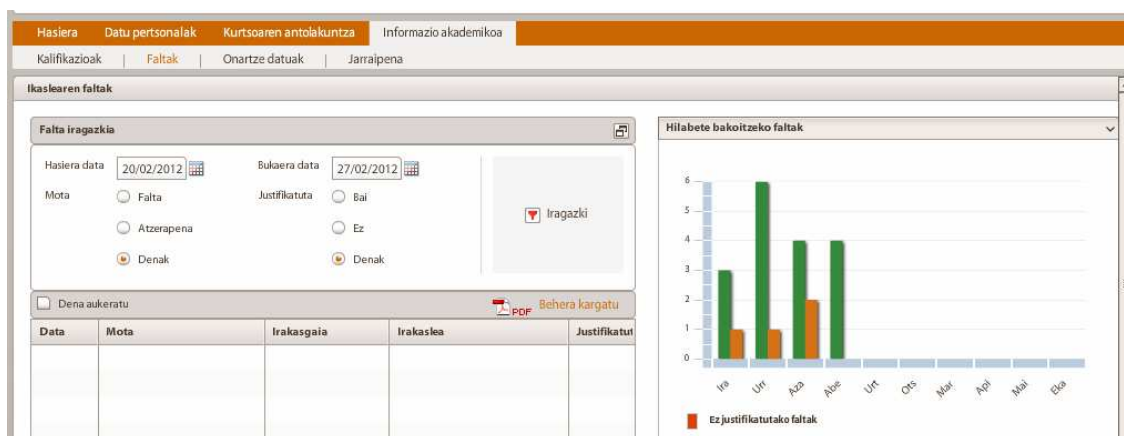 Hasiera Datu pertsonalak Kurtsoaren antolakuntza Informazio akademikoa
Kalifikazioak | Faltak | Onartze datuak | Jarraipena
Ikaslearen faltak
Falta iragazkia
Hasiera data 20/02/2012 Bukaera data 27/02/2012
Mota Falta Justifikatuta Bai
Atzerapena Ez
Denak Denak
Iragazki
Dena aukeratu PDF Behera kargatu
Data Mota Irakasgaia Irakaslea Justifikatut
Hilabete bakoitzeko faltak
6
5
4
3
2
1
0
Ira Urr Aza Abe Urt Ots Mar Api Mai Eka
Ez justifikatutako faltak